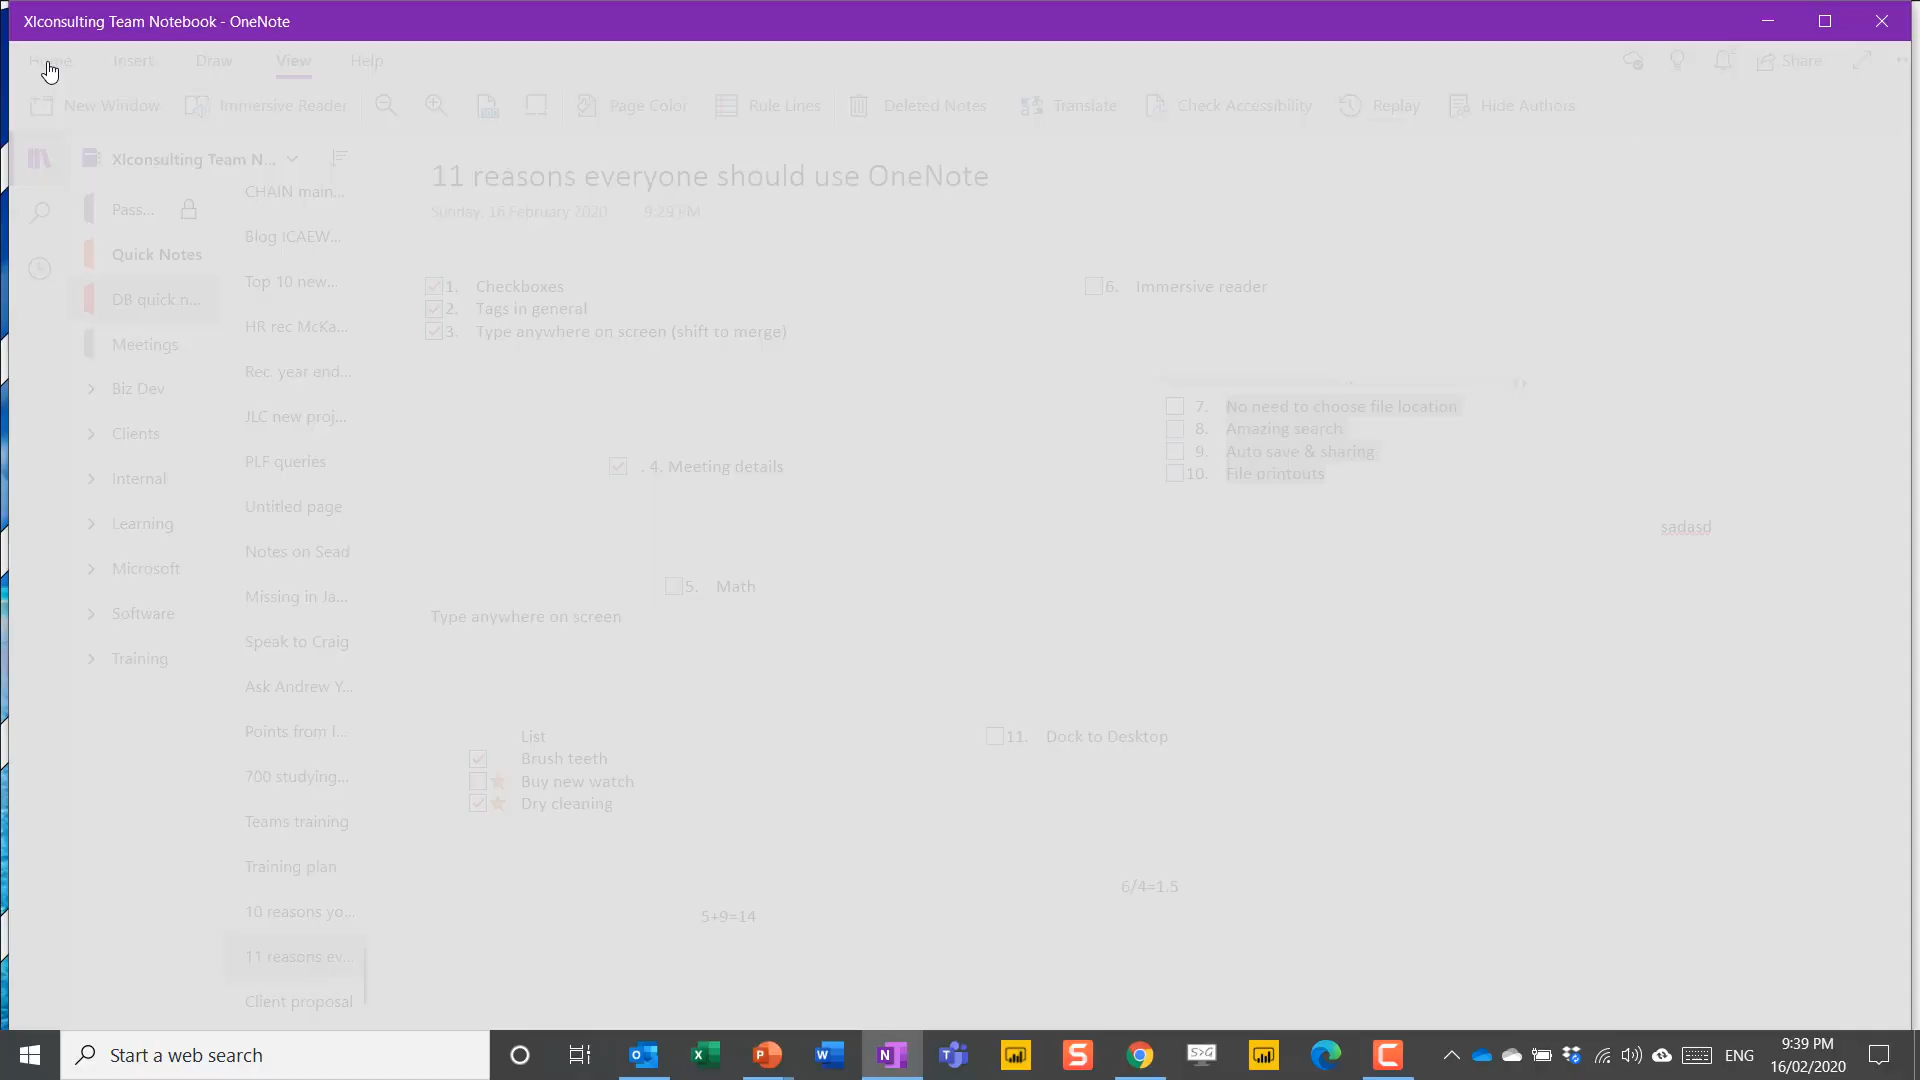 Xlconsulting Team Notebook - OneNote
Home Insert Draw View Help
Share
New Window Immersive Reader Page Color Rule Lines Deleted Notes Translate Check Accessibility Replay Hide Authors
Xlconsulting Team N...
Pass...
Quick Notes
DB quick n...
Meetings
Biz Dev
Clients
Internal
Learning
Microsoft
Software
Training
CHAIN main...
Blog ICAEW...
Top 10 new...
HR rec McKa...
Rec. year end...
JLC new proj...
PLF queries
Untitled page
Notes on Sead
Missing in Ja...
Speak to Craig
Ask Andrew Y...
Points from I...
700 studying...
Teams training
Training plan
10 reasons yo...
11 reasons ev...
Client proposal
11 reasons everyone should use OneNote
Sunday, 16 February 2020 9:29 PM
1. Checkboxes
2. Tags in general
3. Type anywhere on screen (shift to merge)
. 4. Meeting details
5. Math
Type anywhere on screen
6. Immersive reader
7. No need to choose file location
8. Amazing search
9. Auto save & sharing
10. File printouts
sadasd
List
Brush teeth
Buy new watch
Dry cleaning
11. Dock to Desktop
6/4=1.5
5+9=14
Start a web search
ENG
9:39 PM
16/02/2020